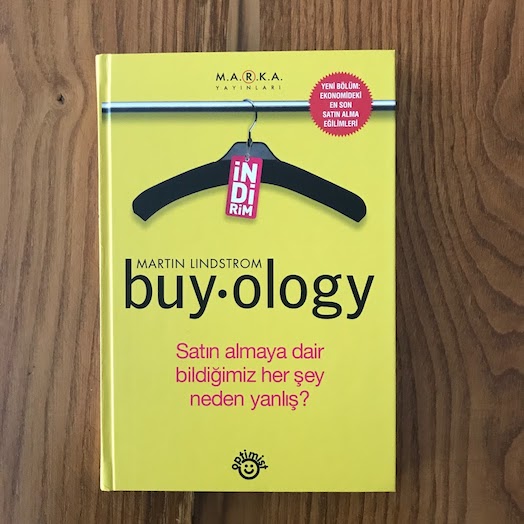 M.A.R.K.A.
YAYINLARI
YENİ BÖLÜM:
EKONOMİDEKİ
EN SON
SATIN ALMA
EĞİLİMLERİ
İN
Dİ
RİM
MARTIN LINDSTROM
buy•ology
Satın almaya dair
bildiğimiz her şey
neden yanlış?
optimist